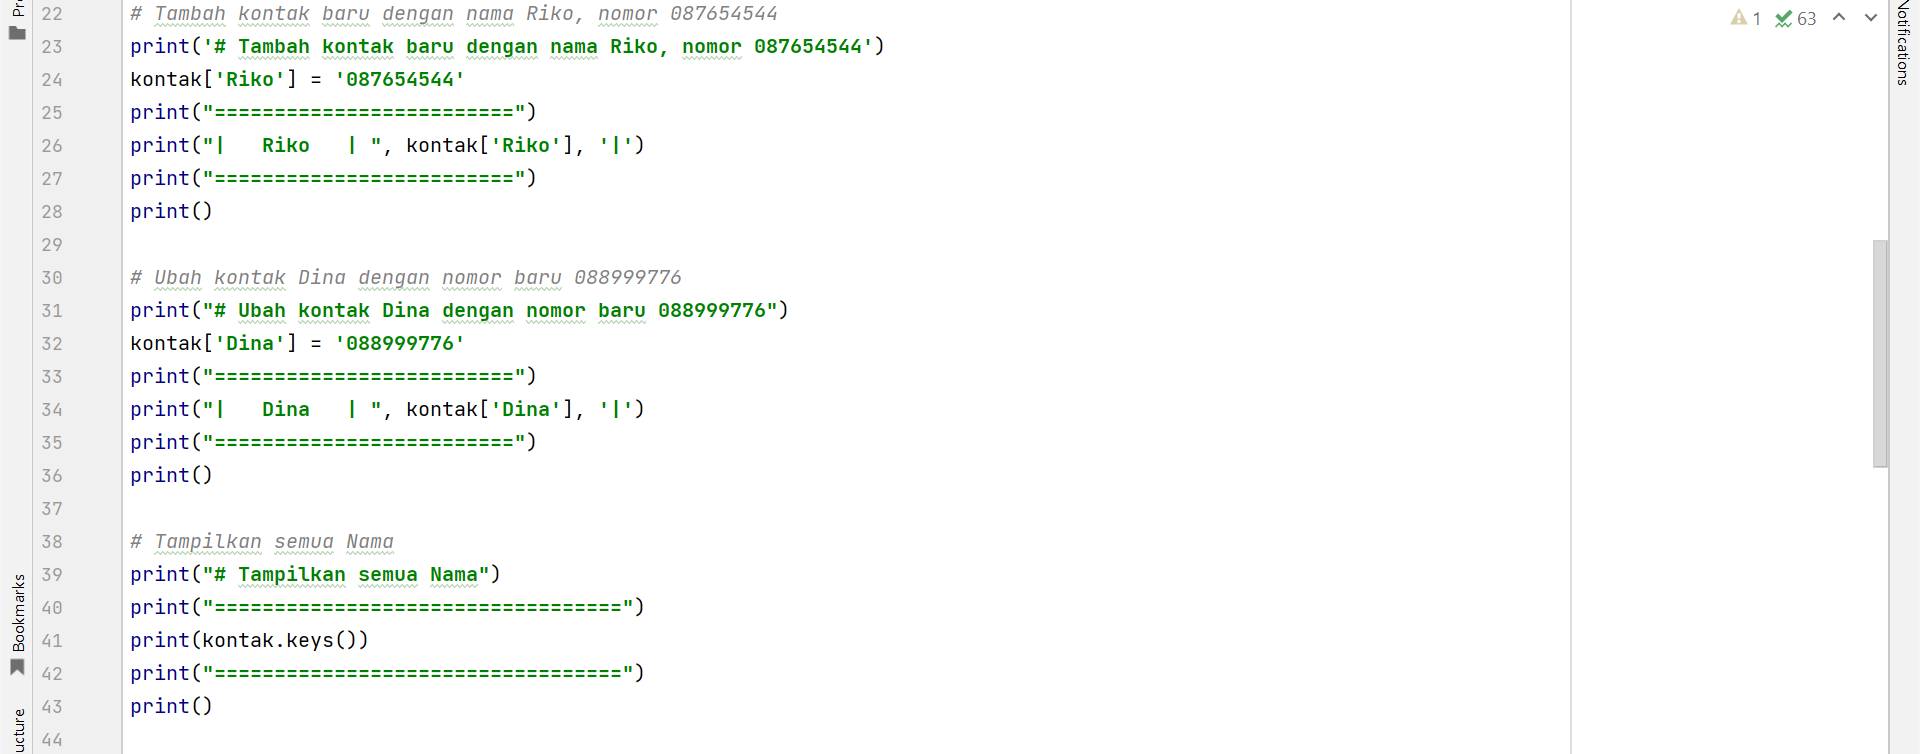 22 # Tambah kontak baru dengan nama Riko, nomor 087654544
23 print('# Tambah kontak baru dengan nama Riko, nomor 087654544')
24 kontak['Riko'] = '087654544'
25 print("=========================")
26 print("|   Riko   | ", kontak['Riko'], '|')
27 print("=========================")
28 print()
29
30 # Ubah kontak Dina dengan nomor baru 088999776
31 print("# Ubah kontak Dina dengan nomor baru 088999776")
32 kontak['Dina'] = '088999776'
33 print("=========================")
34 print("|   Dina   | ", kontak['Dina'], '|')
35 print("=========================")
36 print()
37
38 # Tampilkan semua Nama
39 print("# Tampilkan semua Nama")
40 print("==================================")
41 print(kontak.keys())
42 print("==================================")
43 print()
44
1 63
Notifications
Bookmarks